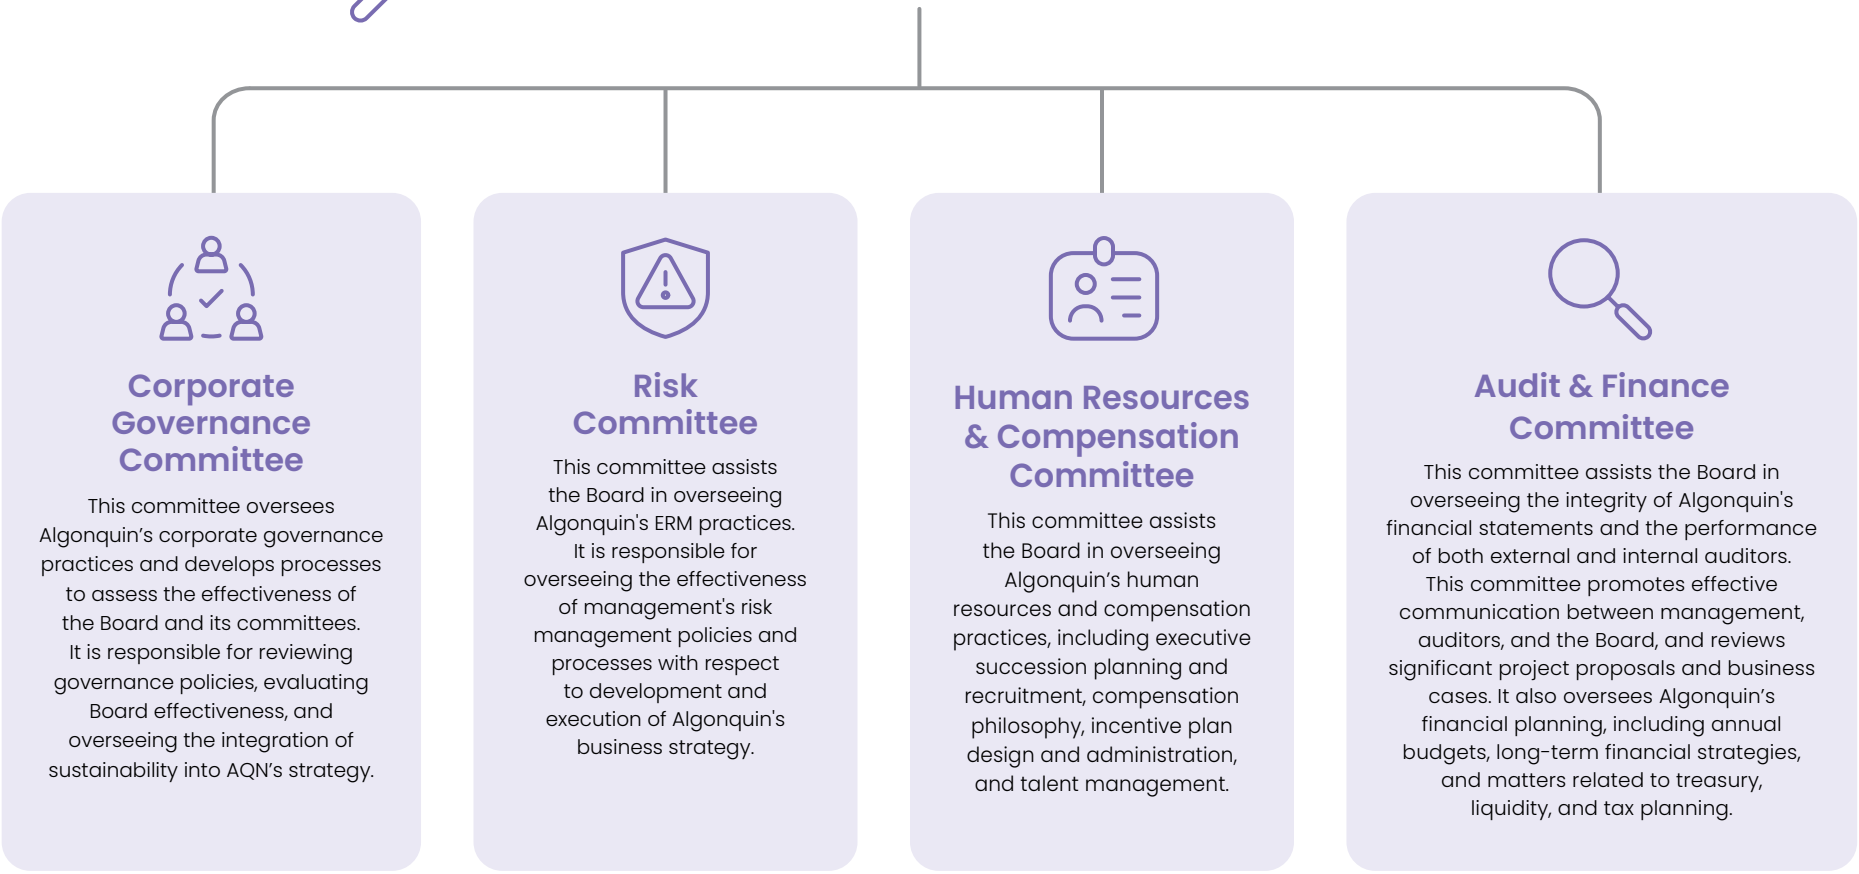 Corporate
Governance
Committee
This committee oversees
Algonquin’s corporate governance
practices and develops processes
to assess the effectiveness of
the Board and its committees.
It is responsible for reviewing
governance policies, evaluating
Board effectiveness, and
overseeing the integration of
sustainability into AQN’s strategy.
Risk
Committee
This committee assists
the Board in overseeing
Algonquin's ERM practices.
It is responsible for
overseeing the effectiveness
of management's risk
management policies and
processes with respect
to development and
execution of Algonquin's
business strategy.
Human Resources
& Compensation
Committee
This committee assists
the Board in overseeing
Algonquin’s human
resources and compensation
practices, including executive
succession planning and
recruitment, compensation
philosophy, incentive plan
design and administration,
and talent management.
Audit & Finance
Committee
This committee assists the Board in
overseeing the integrity of Algonquin's
financial statements and the performance
of both external and internal auditors.
This committee promotes effective
communication between management,
auditors, and the Board, and reviews
significant project proposals and business
cases. It also oversees Algonquin’s
financial planning, including annual
budgets, long-term financial strategies,
and matters related to treasury,
liquidity, and tax planning.